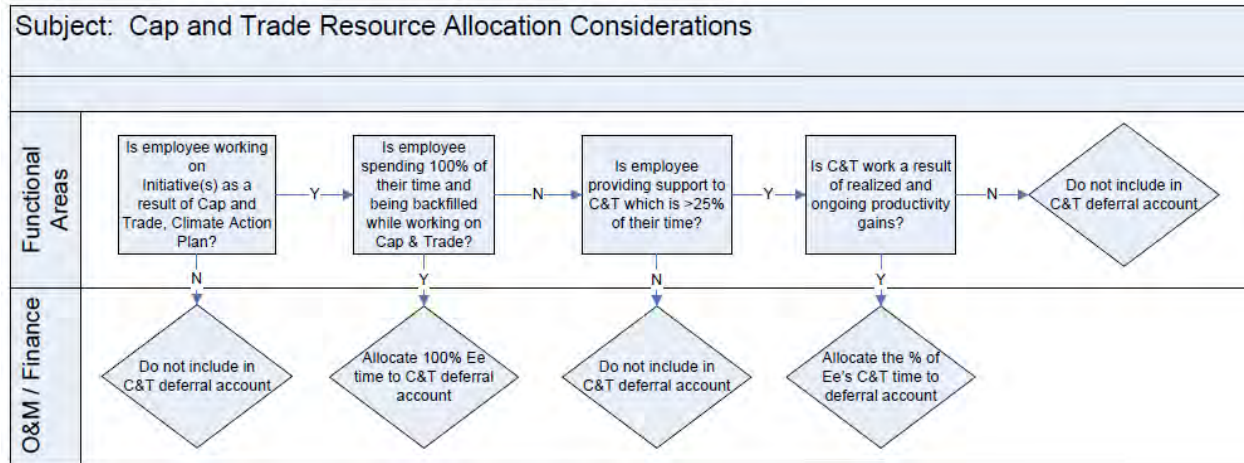 Subject:  Cap and Trade Resource Allocation Considerations
Functional
Areas
Is employee working
on
Initiative(s) as a
result of Cap and
Trade, Climate Action
Plan?
Y
Is employee
spending 100% of
their time and
being backfilled
while working on
Cap & Trade?
N
Is employee
providing support to
C&T which is >25%
of their time?
Y
Is C&T work a result
of realized and
ongoing productivity
gains?
N
Do not include in
C&T deferral account
N
Y
N
Y
O&M / Finance
Do not include in
C&T deferral account
Allocate 100% Ee
time to C&T deferral
account
Do not include in
C&T deferral account
Allocate the % of
Ee's C&T time to
deferral account